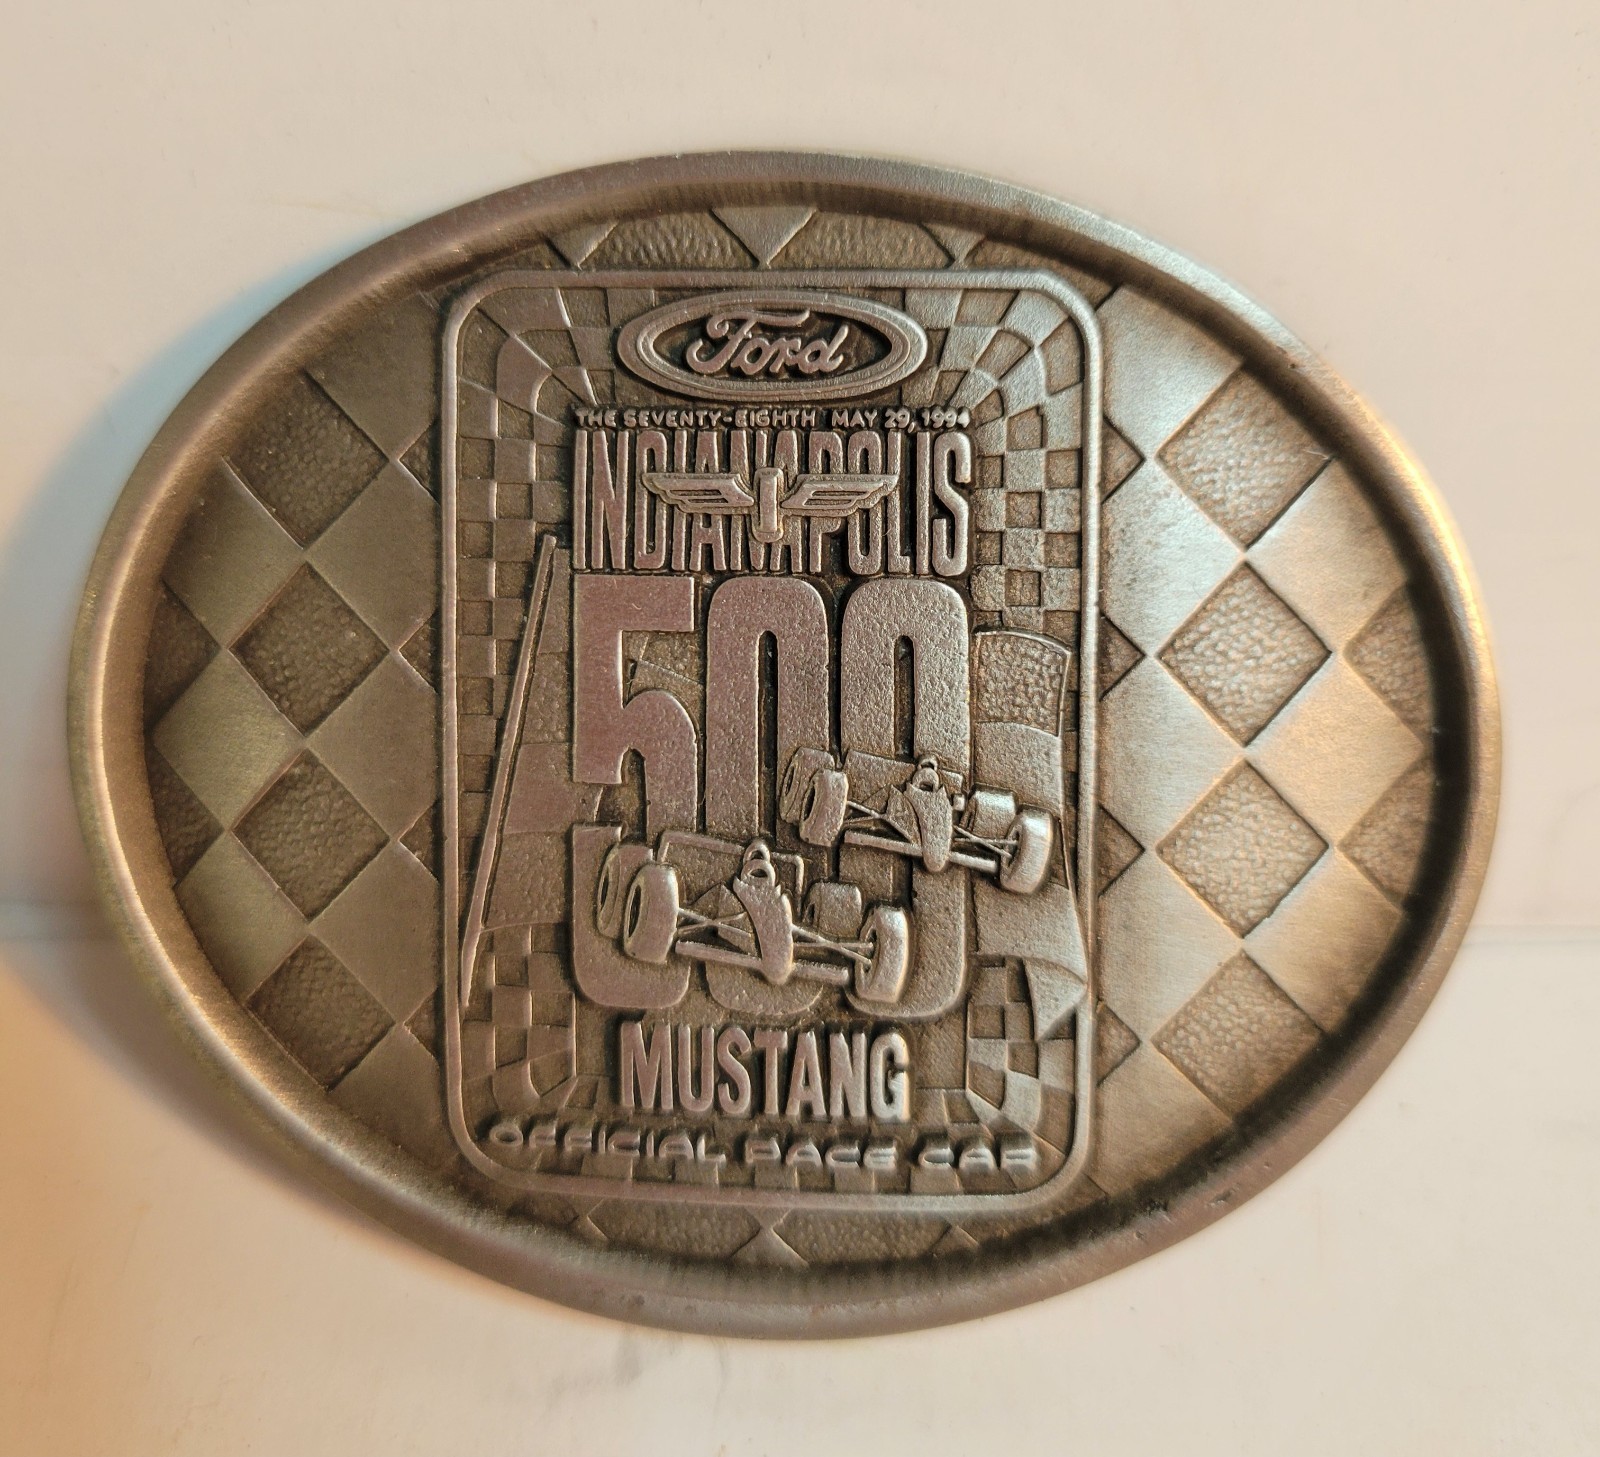 Ford
THE SEVENTY-EIGHTH MAY 29, 1994
INDIANAPOLIS
500
MUSTANG
OFFICIAL PACE CAR